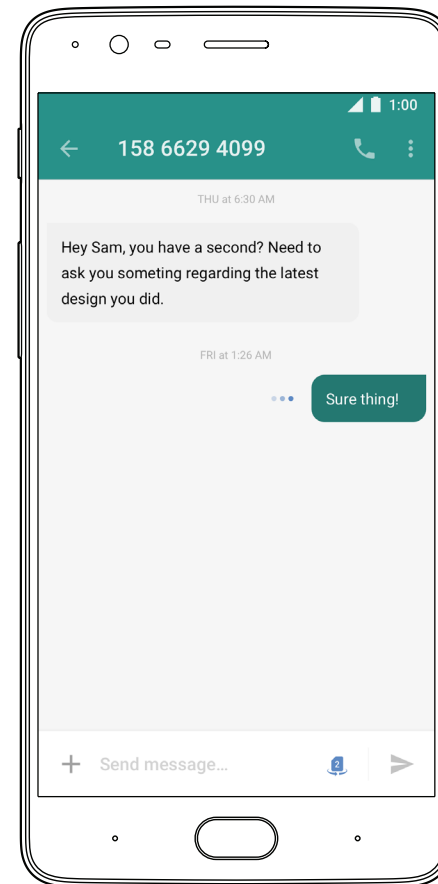 1:00
158 6629 4099
THU at 6:30 AM
Hey Sam, you have a second? Need to
ask you someting regarding the latest
design you did.
FRI at 1:26 AM
Sure thing!
Send message...
2